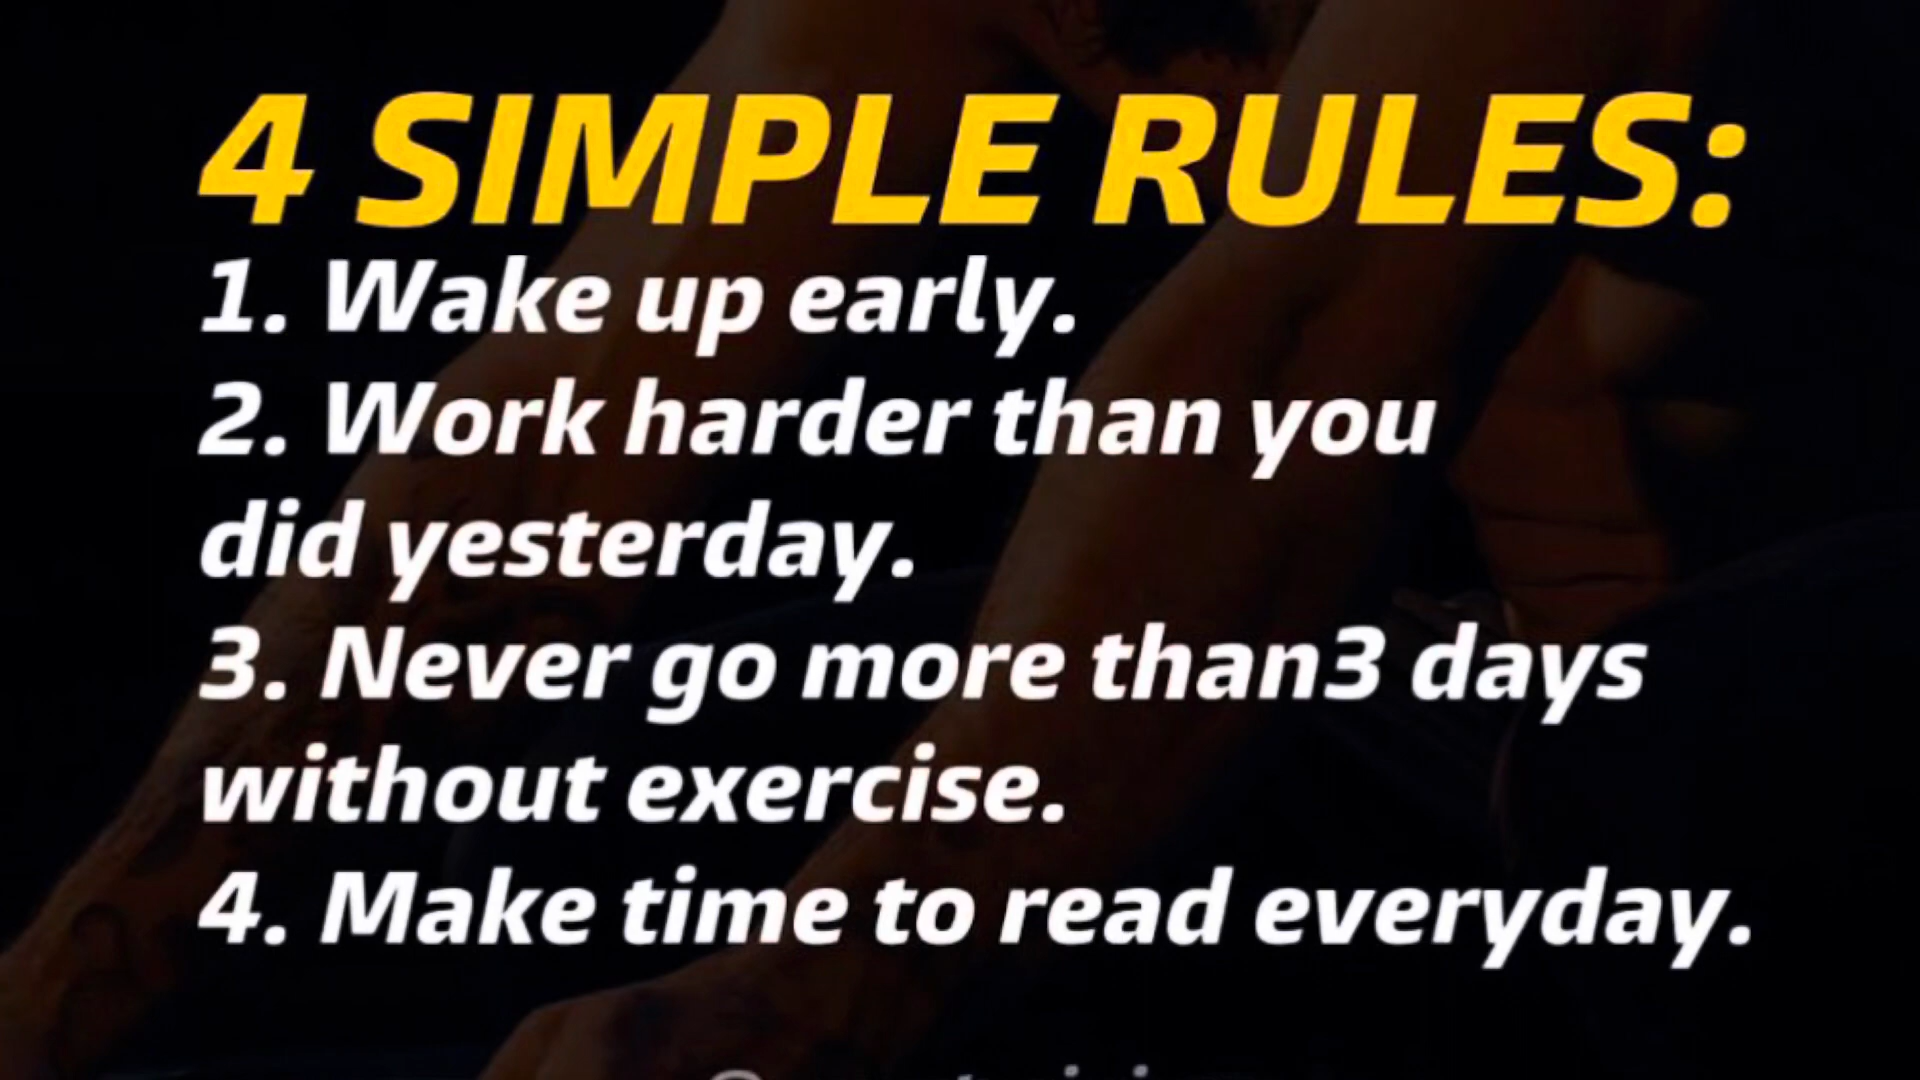 4 SIMPLE RULES:
1. Wake up early.
2. Work harder than you
did yesterday.
3. Never go more than3 days
without exercise.
4. Make time to read everyday.